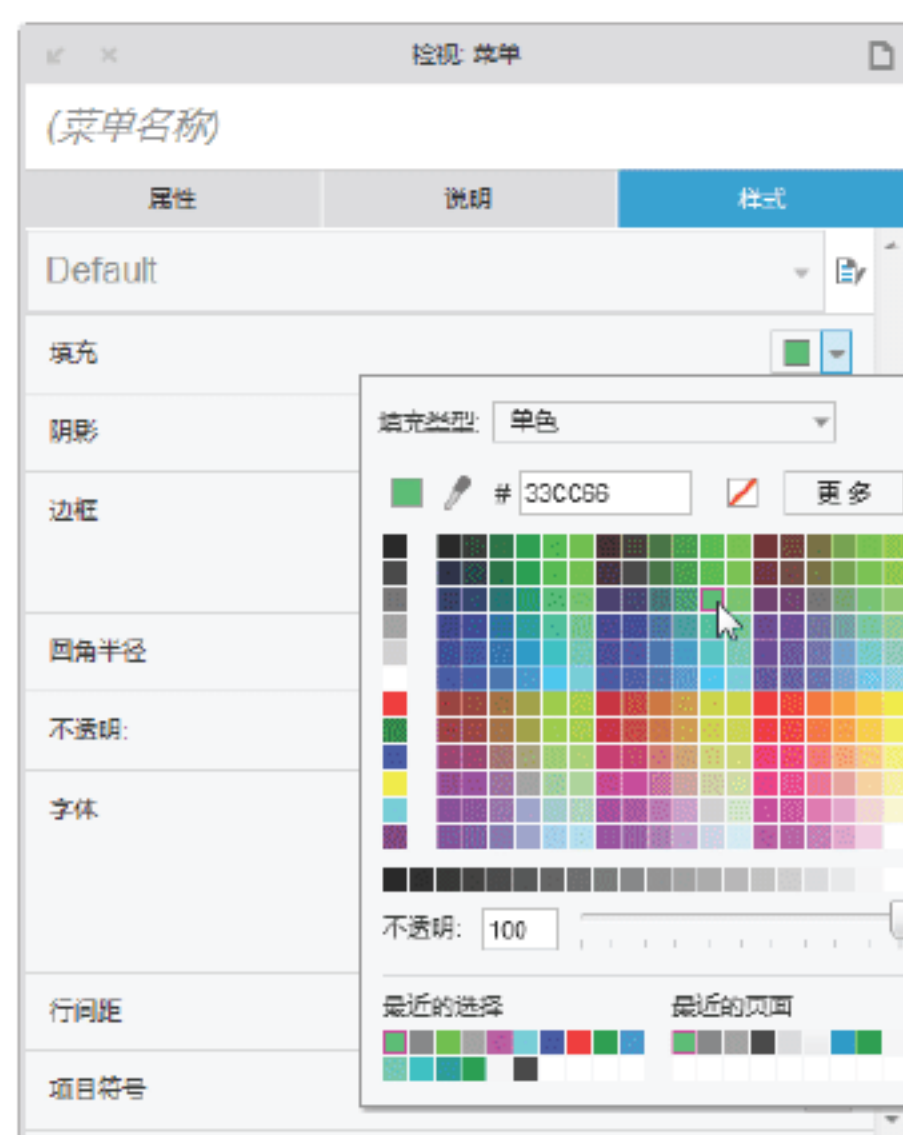 检视: 菜单
(菜单名称)
属性 说明 样式
Default
填充
阴影
填充类型: 单色
# 33CC66 更多
边框
圆角半径
不透明:
字体
不透明: 100
行间距
最近的选择 最近的页面
项目符号